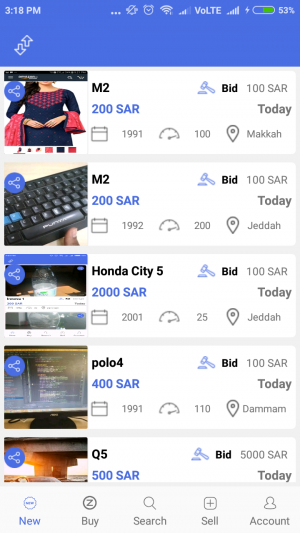 3:18 PM ... VoLTE 53%
M2 Bid 100 SAR
200 SAR Today
1991 100 Makkah
M2 Bid 100 SAR
200 SAR Today
1992 200 Jeddah
Honda City 5 Bid 100 SAR
2000 SAR Today
2001 25 Jeddah
polo4 Bid 100 SAR
400 SAR Today
1991 110 Dammam
Q5 Bid 5000 SAR
500 SAR Today
NEW
New Buy Search Sell Account